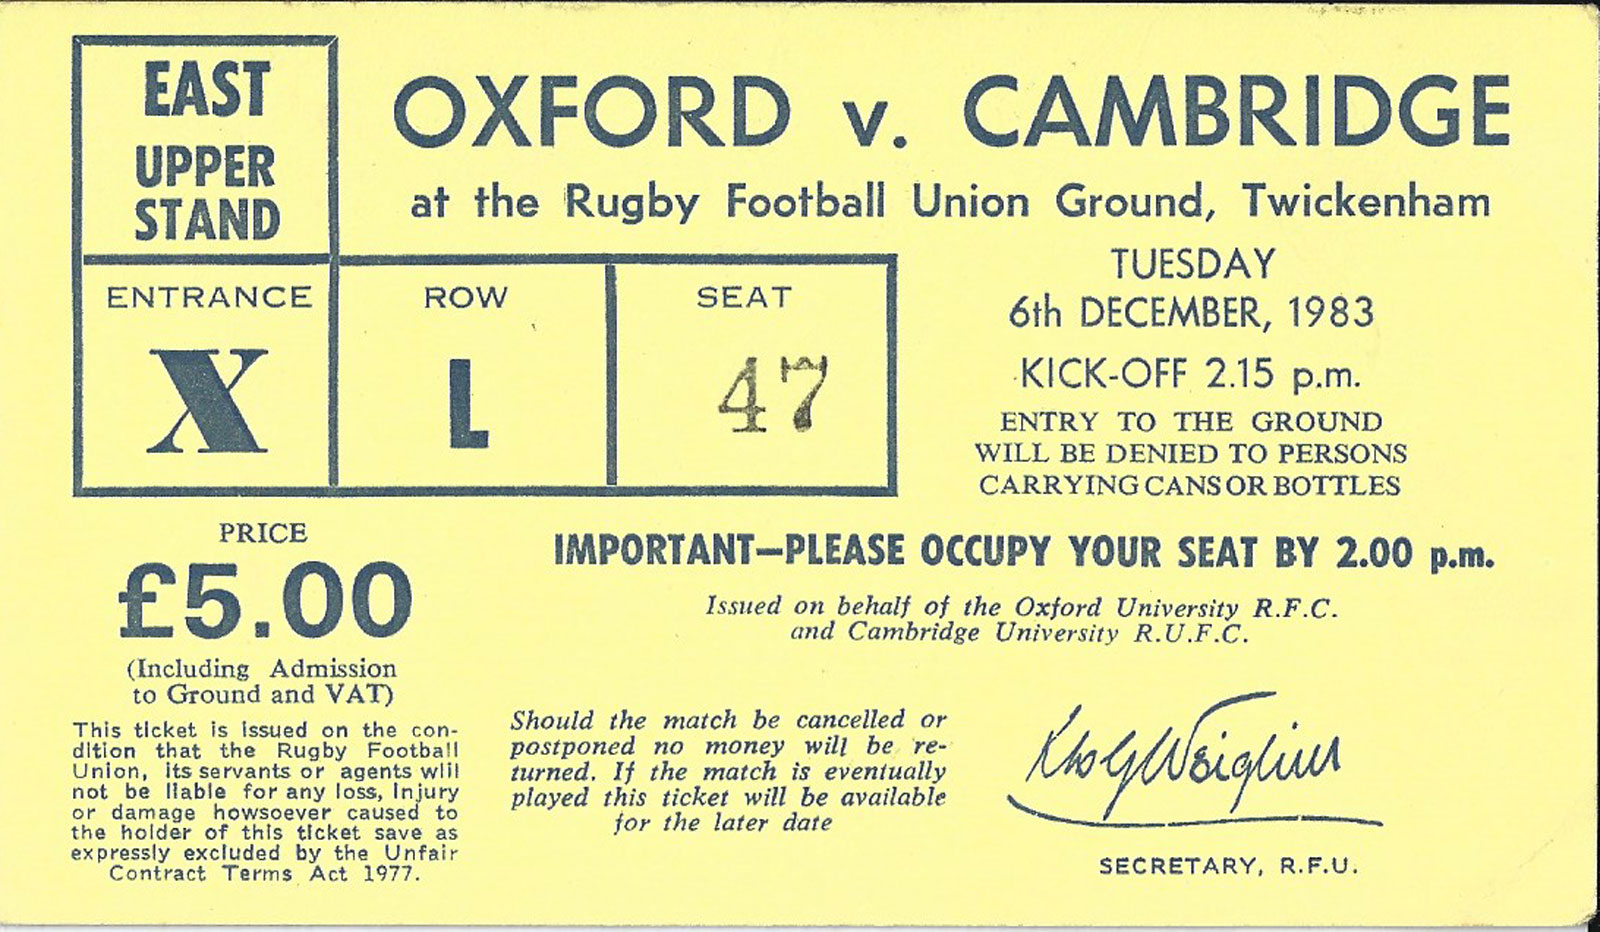 EAST
UPPER
STAND
OXFORD v. CAMBRIDGE
at the Rugby Football Union Ground, Twickenham
ENTRANCE
X
ROW
L
SEAT
47
TUESDAY
6th DECEMBER, 1983
KICK-OFF 2.15 p.m.
ENTRY TO THE GROUND
WILL BE DENIED TO PERSONS
CARRYING CANS OR BOTTLES
PRICE
£5.00
(Including Admission
to Ground and VAT)
IMPORTANT—PLEASE OCCUPY YOUR SEAT BY 2.00 p.m.
Issued on behalf of the Oxford University R.F.C.
and Cambridge University R.U.F.C.
This ticket is issued on the con-
dition that the Rugby Football
Union, its servants or agents will
not be liable for any loss, injury
or damage howsoever caused to
the holder of this ticket save as
expressly excluded by the Unfair
Contract Terms Act 1977.
Should the match be cancelled or
postponed no money will be re-
turned. If the match is eventually
played this ticket will be available
for the later date
SECRETARY, R.F.U.